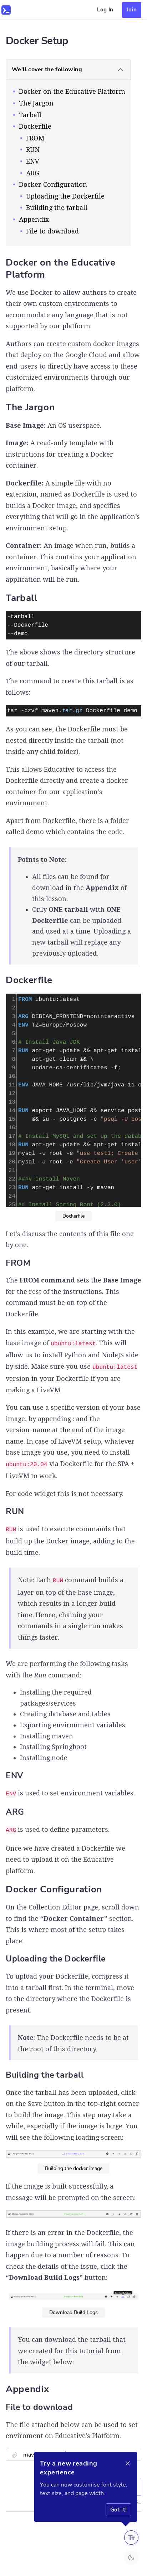 Log In
Join
Docker Setup
We'll cover the following
Docker on the Educative Platform
The Jargon
Tarball
Dockerfile
FROM
RUN
ENV
ARG
Docker Configuration
Uploading the Dockerfile
Building the tarball
Appendix
File to download
Docker on the Educative
Platform
We use Docker to allow authors to create
their own custom environments to
accompany any language that is not
supported by our platform.
Authors can create custom docker images
that deploy on the Google Cloud and allow
end-users to directly have access to these
customized environments through our
platform.
The Jargon
Base Image: An OS userspace.
Image: A read-only template with
instructions for creating a Docker
container.
Dockerfile: A simple file with no
extension, named as Dockerfile is used to
builds a Docker image, and specifies
everything that will go in the application's
environment setup.
Container: An image when run, builds a
container. This contains your application
environment, basically where your
application will be run.
Tarball
-tarball
--Dockerfile
--demo
The above shows the directory structure
of our tarball.
The command to create this tarball is as
follows:
tar -czvf maven.tar.gz Dockerfile demo
As you can see, the Dockerfile must be
placed directly inside the tarball (not
inside any child folder).
This allows Educative to access the
Dockerfile directly and create a docker
container for our application's
environment.
Apart from Dockerfile, there is a folder
called demo which contains the code.
Points to Note:
All files can be found for
download in the Appendix of
this lesson.
Only ONE tarball with ONE
Dockerfile can be uploaded
and used at a time. Uploading a
new tarball will replace any
previously uploaded.
Dockerfile
1 FROM ubuntu:latest
2
3 ARG DEBIAN_FRONTEND=noninteractive
4 ENV TZ=Europe/Moscow
5
6 # Install Java JDK
7 RUN apt-get update && apt-get instal
8 apt-get clean && \
9 update-ca-certificates -f;
10
11 ENV JAVA_HOME /usr/lib/jvm/java-11-o
12
13
14 RUN export JAVA_HOME && service post
15 && su - postgres -c "psql -U pos
16
17 # Install MySQL and set up the datab
18 RUN apt-get update && apt-get instal
19 mysql -u root -e "use test1; Create
20 mysql -u root -e "Create User 'user'
21
22 #### Install Maven
23 RUN apt-get install -y maven
24
25 ## Install Spring Boot (2.3.9)
Dockerfile
Let's discuss the contents of this file one
by one.
FROM
The FROM command sets the Base Image
for the rest of the instructions. This
command must be on top of the
Dockerfile.
In this example, we are starting with the
base image of ubuntu:latest. This will
allow us to install Python and NodeJS side
by side. Make sure you use ubuntu:latest
version in your Dockerfile if you are
making a LiveVM
You can use a specific version of your base
image, by appending : and the
version_name at the end of the image
name. In case of LiveVM setup, whatever
base image you use, you need to install
ubuntu:20.04 via Dockerfile for the SPA +
LiveVM to work.
For code widget this is not necessary.
RUN
RUN is used to execute commands that
build up the Docker image, adding to the
build time.
Note: Each RUN command builds a
layer on top of the base image,
which results in a longer build
time. Hence, chaining your
commands in a single run makes
things faster.
We are performing the following tasks
with the Run command:
Installing the required
packages/services
Creating database and tables
Exporting environment variables
Installing maven
Installing Springboot
Installing node
ENV
ENV is used to set environment variables.
ARG
ARG is used to define parameters.
Once we have created a Dockerfile we
need to upload it on the Educative
platform.
Docker Configuration
On the Collection Editor page, scroll down
to find the “Docker Container” section.
This is where most of the setup takes
place.
Uploading the Dockerfile
To upload your Dockerfile, compress it
into a tarball first. In the terminal, move
to the directory where the Dockerfile is
present.
Note: The Dockerfile needs to be at
the root of this directory.
Building the tarball
Once the tarball has been uploaded, click
on the Save button in the top-right corner
to build the image. This step may take a
while, especially if the image is large. You
will see the following loading screen:
Building the docker image
If the image is built successfully, a
message will be prompted on the screen:
If there is an error in the Dockerfile, the
image building process will fail. This can
happen due to a number of reasons. To
check the details of the issue, click the
“Download Build Logs” button:
Download Build Logs
You can download the tarball that
we created for this tutorial from
the widget below:
Appendix
File to download
The file attached below can be used to set
environment on Educative's Platform.
Try a new reading
experience
You can now customise font style,
text size, and page width.
Got it!
Tr